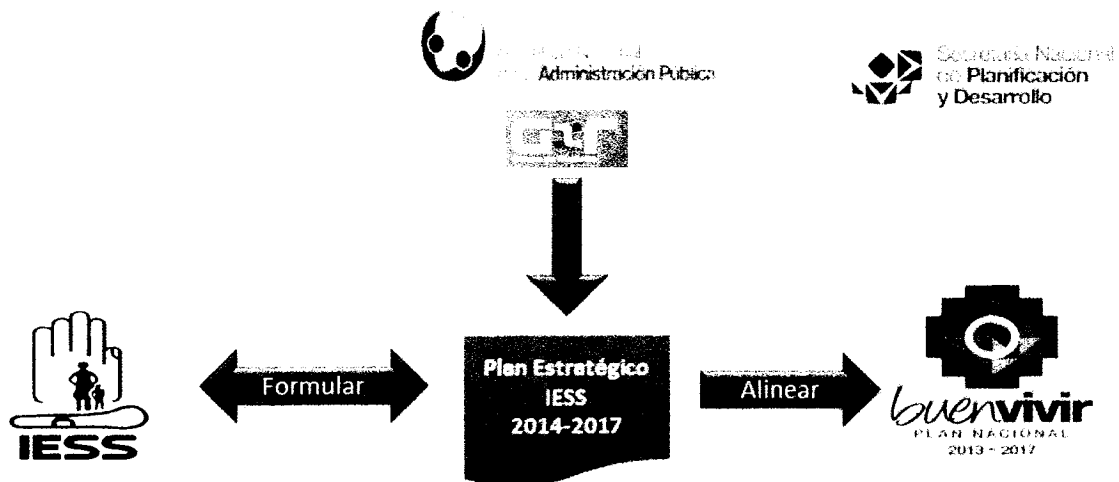 Administración Pública
Secretaría Nacional
de Planificación
y Desarrollo
Plan Estratégico
IESS
2014-2017
Formular
Alinear
IESS
buenvivir
PLAN NACIONAL
2013 - 2017